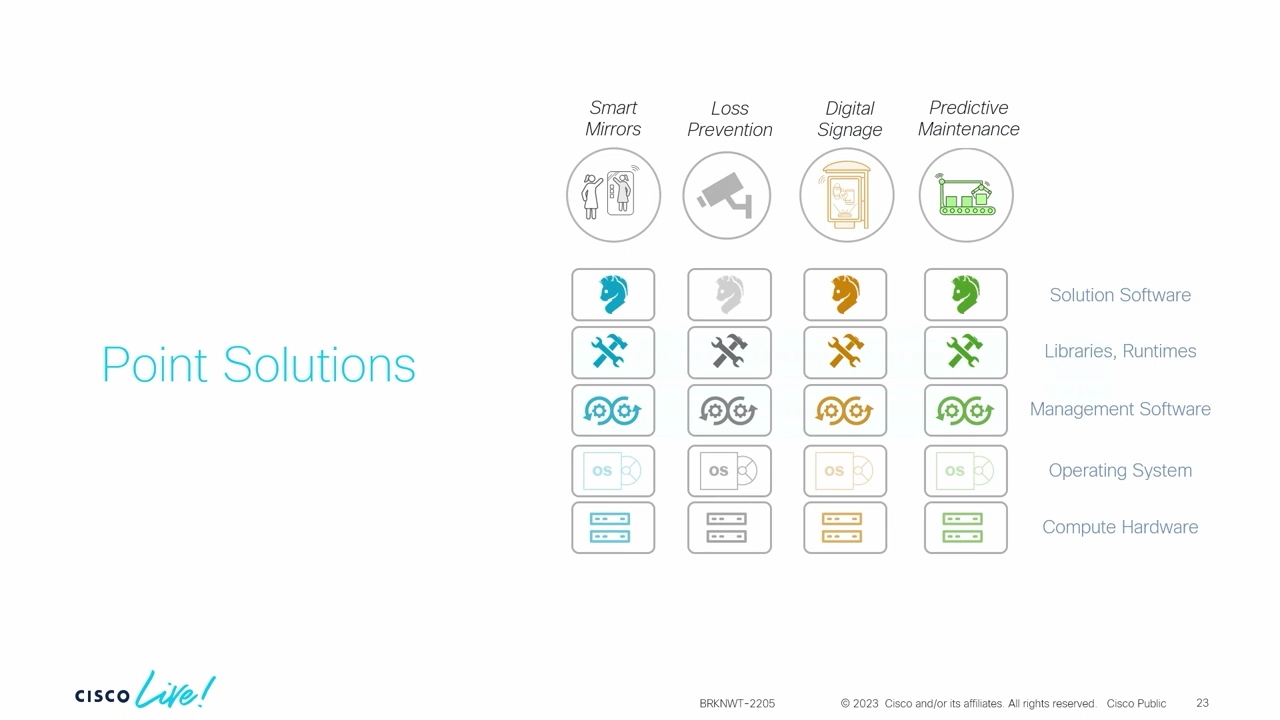 Smart
Mirrors
Loss
Prevention
Digital
Signage
Predictive
Maintenance
Solution Software
Libraries, Runtimes
Management Software
OS
OS
OS
OS
Operating System
Compute Hardware
Point Solutions
CISCO Live!
BRKNWT-2205
© 2023 Cisco and/or its affiliates. All rights reserved. Cisco Public
23